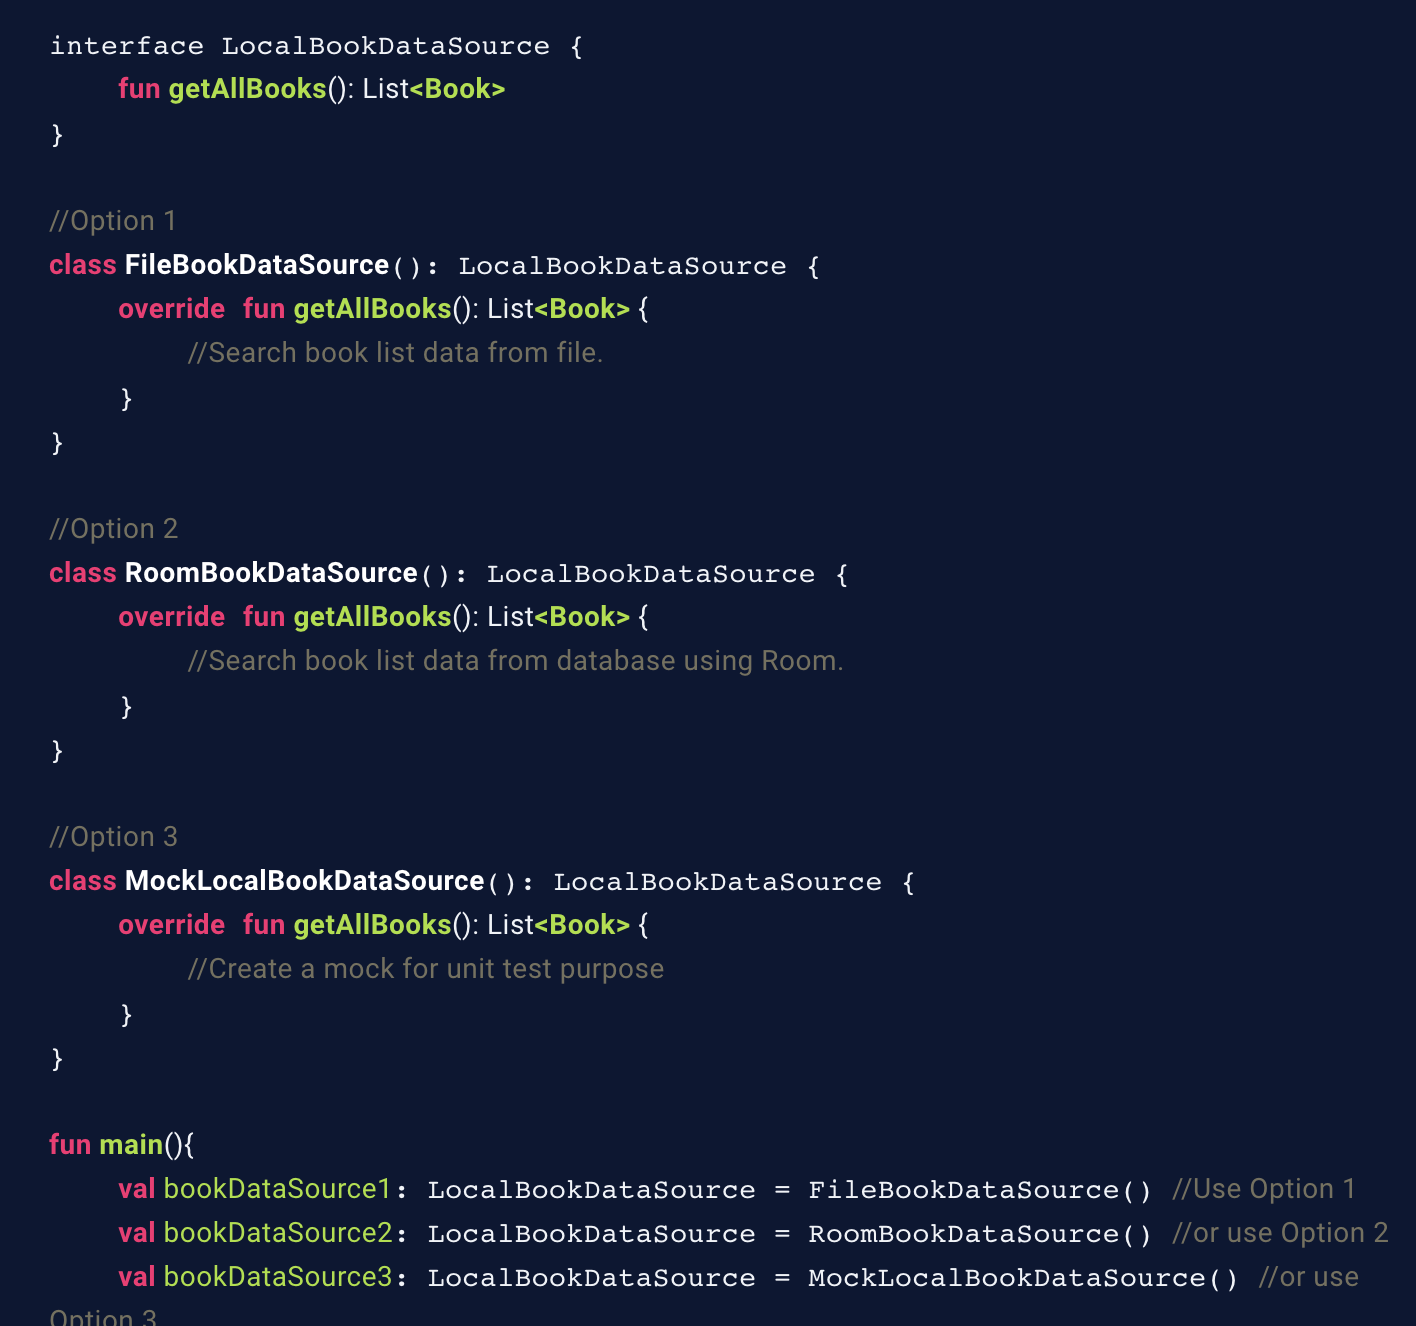 interface LocalBookDataSource {
fun getAllBooks(): List<Book>
}
//Option 1
class FileBookDataSource(): LocalBookDataSource {
override fun getAllBooks(): List<Book> {
//Search book list data from file.
}
}
//Option 2
class RoomBookDataSource(): LocalBookDataSource {
override fun getAllBooks(): List<Book> {
//Search book list data from database using Room.
}
}
//Option 3
class MockLocalBookDataSource(): LocalBookDataSource {
override fun getAllBooks(): List<Book> {
//Create a mock for unit test purpose
}
}
fun main(){
val bookDataSource1: LocalBookDataSource = FileBookDataSource() //Use Option 1
val bookDataSource2: LocalBookDataSource = RoomBookDataSource() //or use Option 2
val bookDataSource3: LocalBookDataSource = MockLocalBookDataSource() //or use
Option 3